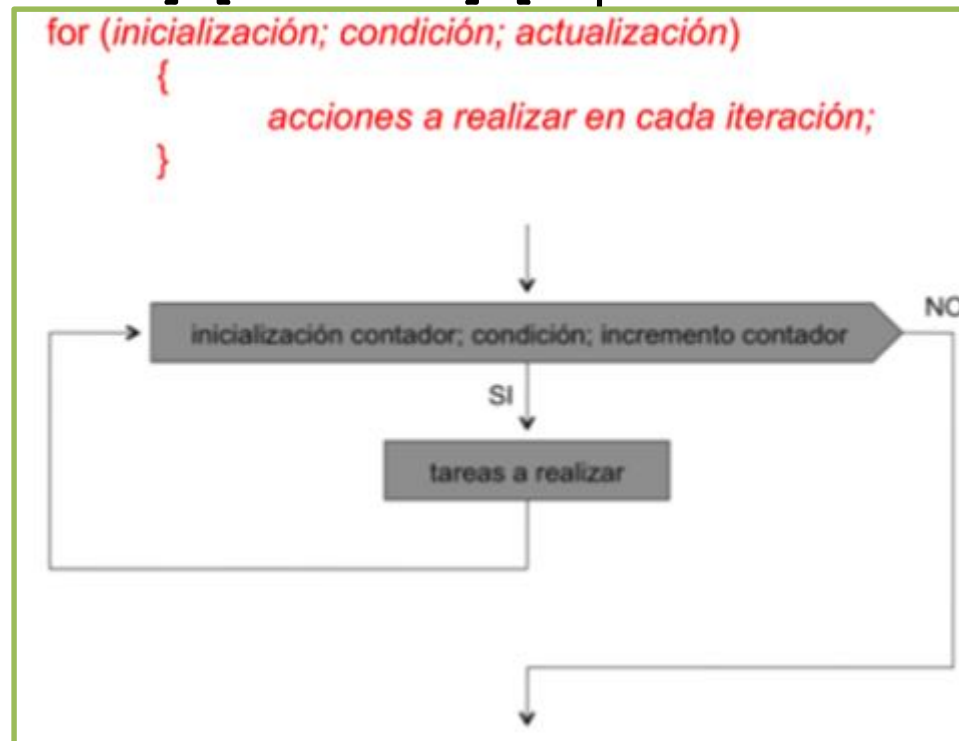 for (inicialización; condición; actualización)
{
acciones a realizar en cada iteración;
}
inicialización contador; condición; incremento contador
NO
SI
tareas a realizar